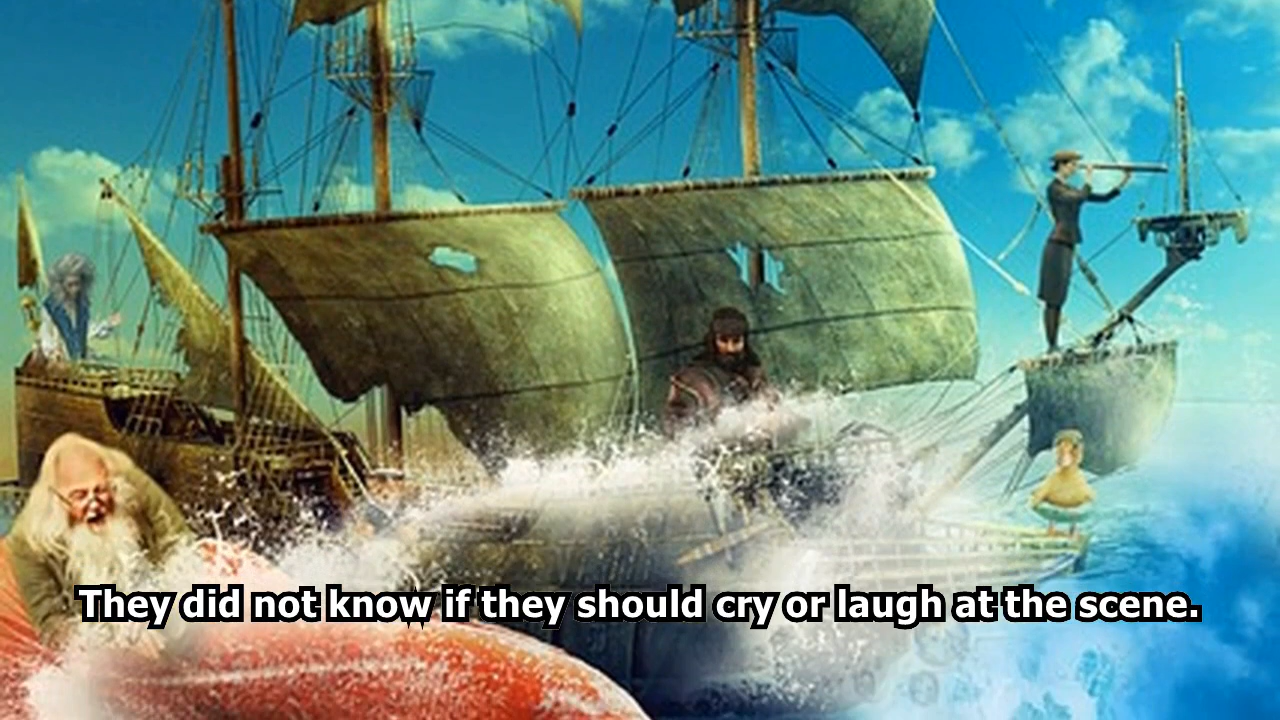 They did not know if they should cry or laugh at the scene.